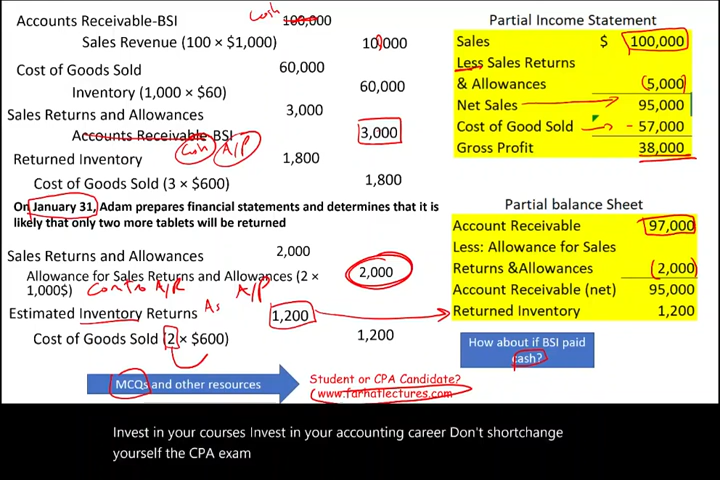 Cash
Accounts Receivable-BSI 100,000
Sales Revenue (100 × $1,000) 10,000
Cost of Goods Sold 60,000
Inventory (1,000 × $60) 60,000
Sales Returns and Allowances 3,000
Accounts Receivable-BSI 3,000
Cash A/P
Returned Inventory 1,800
Cost of Goods Sold (3 × $600) 1,800
On January 31, Adam prepares financial statements and determines that it is
likely that only two more tablets will be returned
Sales Returns and Allowances 2,000
Allowance for Sales Returns and Allowances (2 × 2,000
1,000$) Contra A/R A/P
Estimated Inventory Returns As 1,200
Cost of Goods Sold (2 × $600) 1,200
MCQs and other resources
Student or CPA Candidate?
www.farhatlectures.com
Partial Income Statement
Sales $ 100,000
Less Sales Returns
& Allowances (5,000)
Net Sales 95,000
Cost of Good Sold - 57,000
Gross Profit 38,000
Partial balance Sheet
Account Receivable 97,000
Less: Allowance for Sales
Returns &Allowances (2,000)
Account Receivable (net) 95,000
Returned Inventory 1,200
How about if BSI paid
cash?
Invest in your courses Invest in your accounting career Don't shortchange
yourself the CPA exam